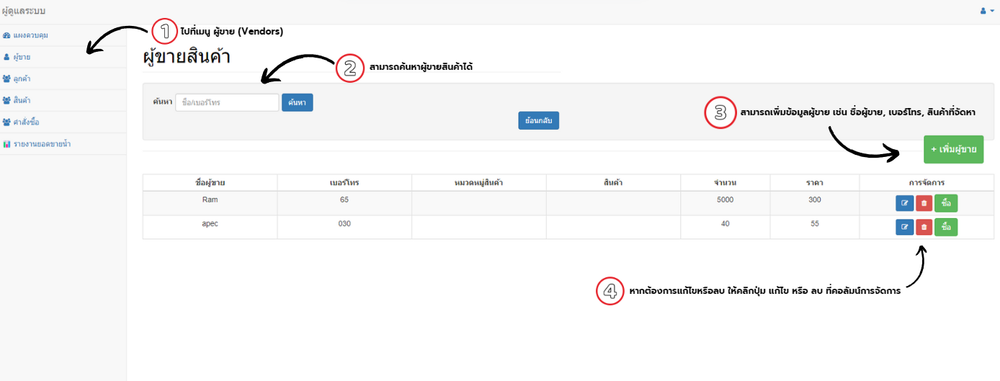 ผู้ดูแลระบบ
แผงควบคุม
ผู้ขาย
ลูกค้า
สินค้า
คำสั่งซื้อ
รายงานยอดขายน้ำ
1 ไปที่เมนู ผู้ขาย (Vendors)
ผู้ขายสินค้า
2 สามารถค้นหาผู้ขายสินค้าได้
ค้นหา ชื่อ/เบอร์โทร ค้นหา
ย้อนกลับ
3 สามารถเพิ่มข้อมูลผู้ขาย เช่น ชื่อผู้ขาย, เบอร์โทร, สินค้าที่จัดหา
+ เพิ่มผู้ขาย
ชื่อผู้ขาย เบอร์โทร หมวดหมู่สินค้า สินค้า จำนวน ราคา การจัดการ
Ram 65 5000 300 ซื้อ
apec 030 40 55 ซื้อ
4 หากต้องการแก้ไขหรือลบ ให้คลิกปุ่ม แก้ไข หรือ ลบ ที่คอลัมน์การจัดการ